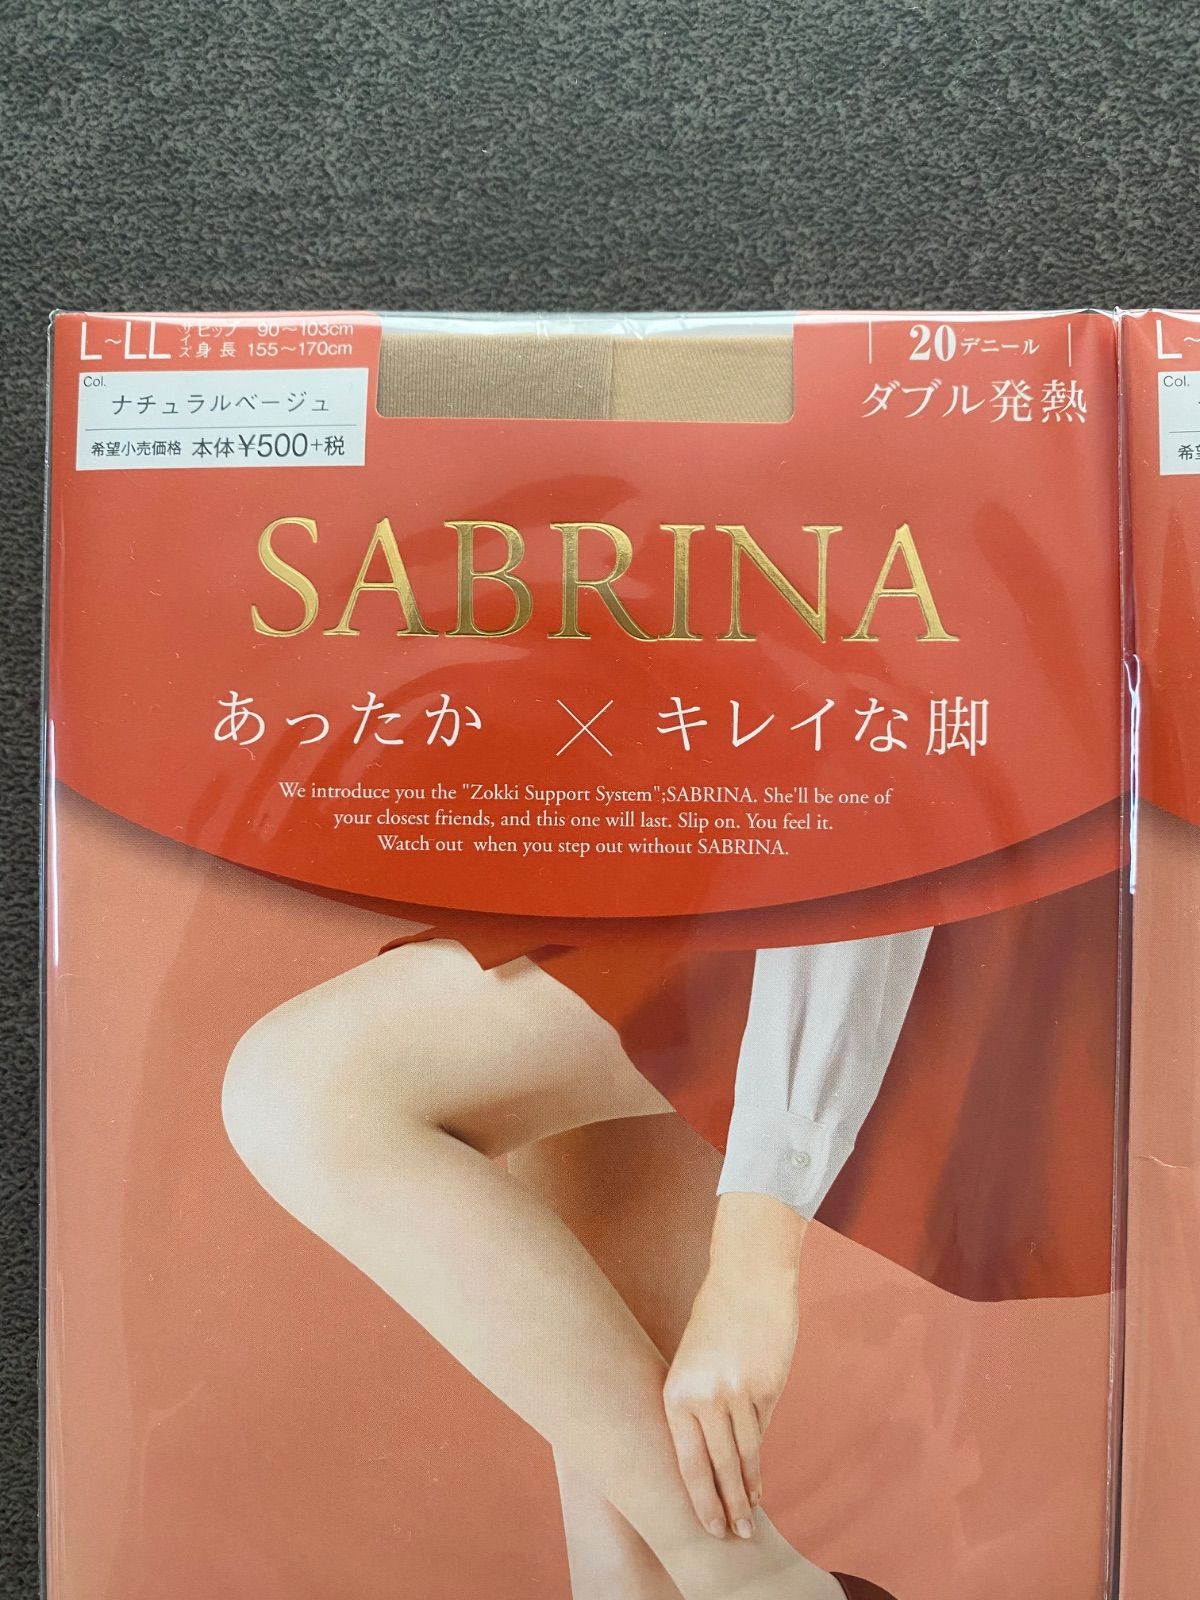 L~LL サイズ ヒップ 90~103cm
身長 155~170cm
Col.
ナチュラルベージュ
希望小売価格 本体¥500+税
20デニール
ダブル発熱
SABRINA
あったか × キレイな脚
We introduce you the "Zokki Support System";SABRINA. She'll be one of
your closest friends, and this one will last. Slip on. You feel it.
Watch out when you step out without SABRINA.
L~
Col.
希望